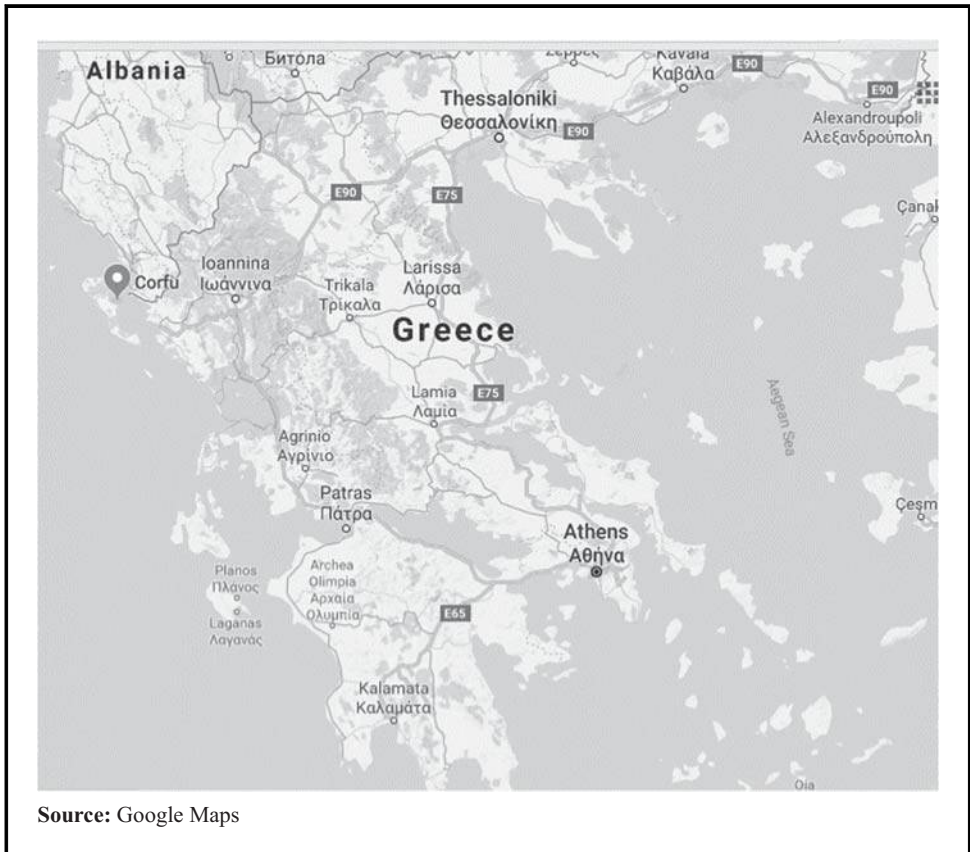 Albania
Битола
Kavala
Καβάλα
E90
E90
Thessaloniki
Θεσσαλονίκη
E90
Alexandroupoli
Αλεξανδρούπολη
E90
E75
Ioannina
Ιωάννινα
Corfu
Trikala
Τρίκαλα
Larissa
Λάρισα
Greece
Lamia
Λαμία
E75
Aegean Sea
Agrinio
Αγρίνιο
Patras
Πάτρα
Athens
Αθήνα
Planos
Πλάνος
Laganas
Λαγανάς
Archea
Olimpia
Αρχαία
Ολυμπία
E65
Kalamata
Καλαμάτα
Oia
Source: Google Maps